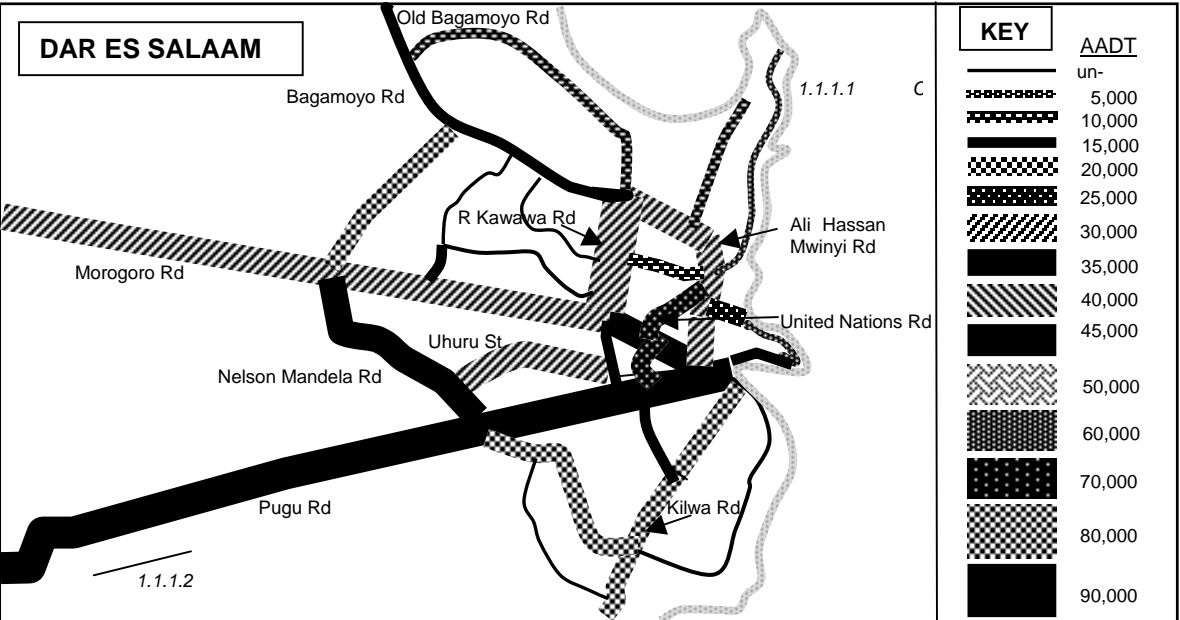 DAR ES SALAAM
Old Bagamoyo Rd
Bagamoyo Rd
1.1.1.1
C
R Kawawa Rd
Ali Hassan
Mwinyi Rd
Morogoro Rd
United Nations Rd
Uhuru St
Nelson Mandela Rd
Pugu Rd
Kilwa Rd
1.1.1.2
KEY
AADT
un-
5,000
10,000
15,000
20,000
25,000
30,000
35,000
40,000
45,000
50,000
60,000
70,000
80,000
90,000